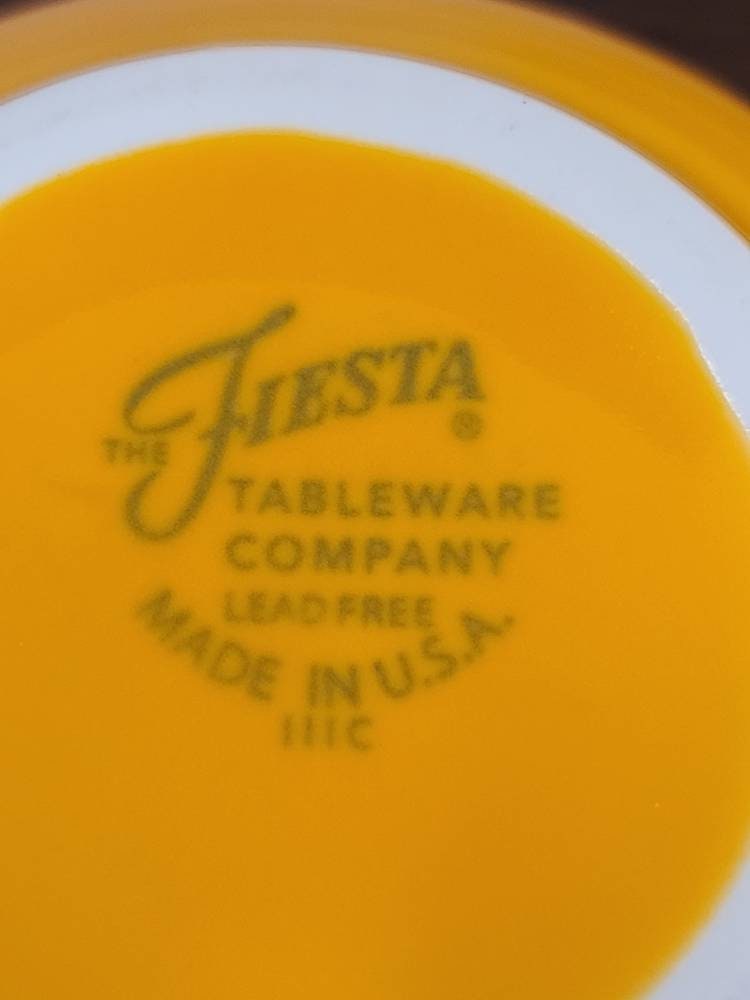 FIESTA®
THE
TABLEWARE
COMPANY
LEAD FREE
MADE IN U.S.A.
IIIC